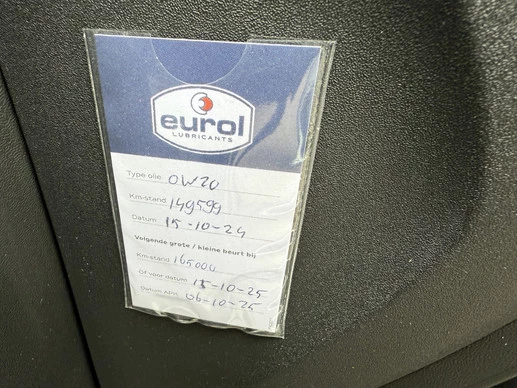 eurol
LUBRICANTS
Type olie 0W20
Km-stand 149599
Datum 15-10-24
Volgende grote / kleine beurt bij
Km-stand 165000
Of voor datum 15-10-25
Datum APK 06-10-25